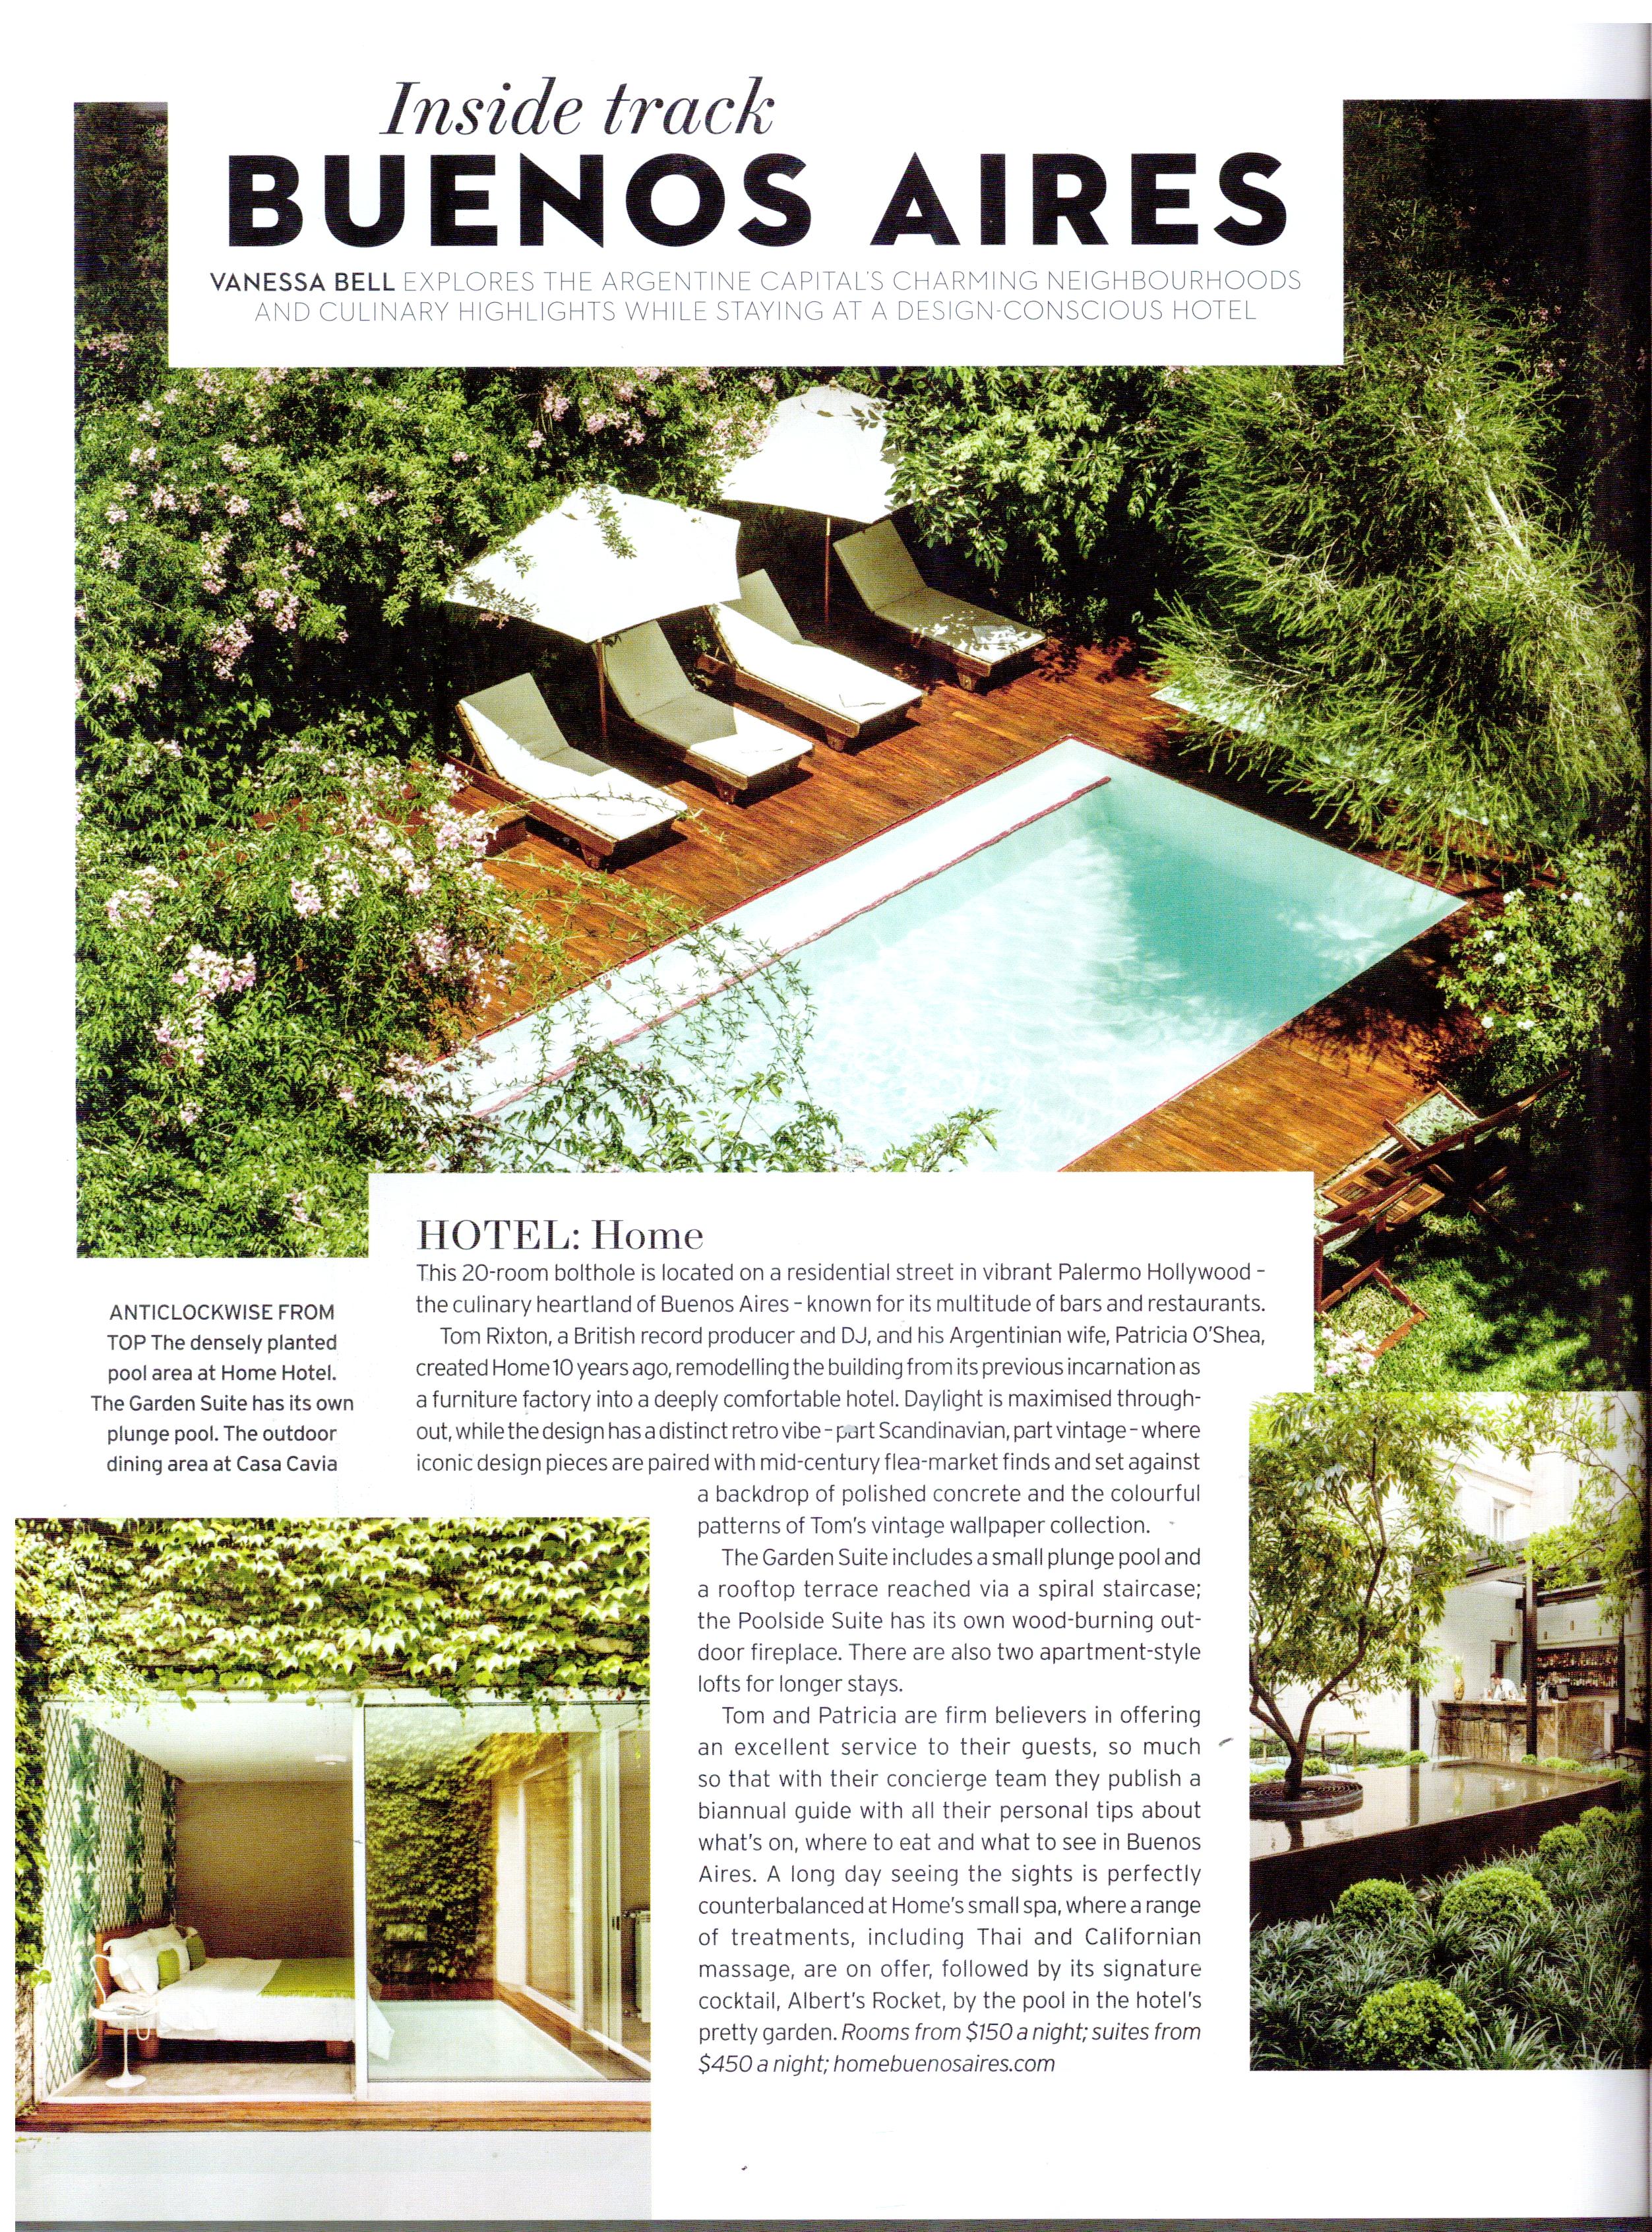 Inside track
BUENOS AIRES
VANESSA BELL EXPLORES THE ARGENTINE CAPITAL'S CHARMING NEIGHBOURHOODS
AND CULINARY HIGHLIGHTS WHILE STAYING AT A DESIGN-CONSCIOUS HOTEL
HOTEL: Home
This 20-room bolthole is located on a residential street in vibrant Palermo Hollywood –
the culinary heartland of Buenos Aires – known for its multitude of bars and restaurants.
Tom Rixton, a British record producer and DJ, and his Argentinian wife, Patricia O'Shea,
created Home 10 years ago, remodelling the building from its previous incarnation as
a furniture factory into a deeply comfortable hotel. Daylight is maximised through-
out, while the design has a distinct retro vibe – part Scandinavian, part vintage – where
iconic design pieces are paired with mid-century flea-market finds and set against
a backdrop of polished concrete and the colourful
patterns of Tom's vintage wallpaper collection.
The Garden Suite includes a small plunge pool and
a rooftop terrace reached via a spiral staircase;
the Poolside Suite has its own wood-burning out-
door fireplace. There are also two apartment-style
lofts for longer stays.
Tom and Patricia are firm believers in offering
an excellent service to their guests, so much
so that with their concierge team they publish a
biannual guide with all their personal tips about
what's on, where to eat and what to see in Buenos
Aires. A long day seeing the sights is perfectly
counterbalanced at Home's small spa, where a range
of treatments, including Thai and Californian
massage, are on offer, followed by its signature
cocktail, Albert's Rocket, by the pool in the hotel's
pretty garden. Rooms from $150 a night; suites from
$450 a night; homebuenosaires.com
ANTICLOCKWISE FROM
TOP The densely planted
pool area at Home Hotel.
The Garden Suite has its own
plunge pool. The outdoor
dining area at Casa Cavia